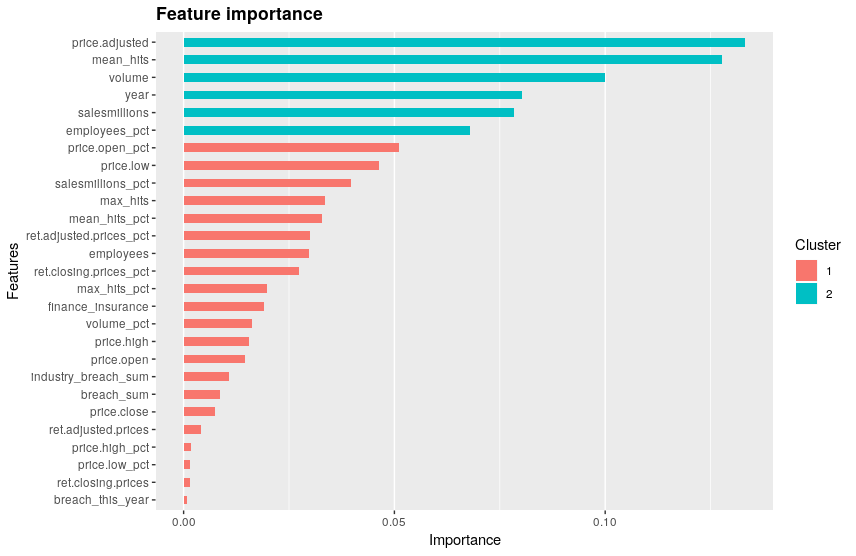 Feature importance
price.adjusted
mean_hits
volume
year
salesmillions
employees_pct
price.open_pct
price.low
salesmillions_pct
max_hits
mean_hits_pct
ret.adjusted.prices_pct
employees
ret.closing.prices_pct
max_hits_pct
finance_insurance
volume_pct
price.high
price.open
industry_breach_sum
breach_sum
price.close
ret.adjusted.prices
price.high_pct
price.low_pct
ret.closing.prices
breach_this_year
Features
0.00 0.05 0.10
Importance
Cluster
1
2